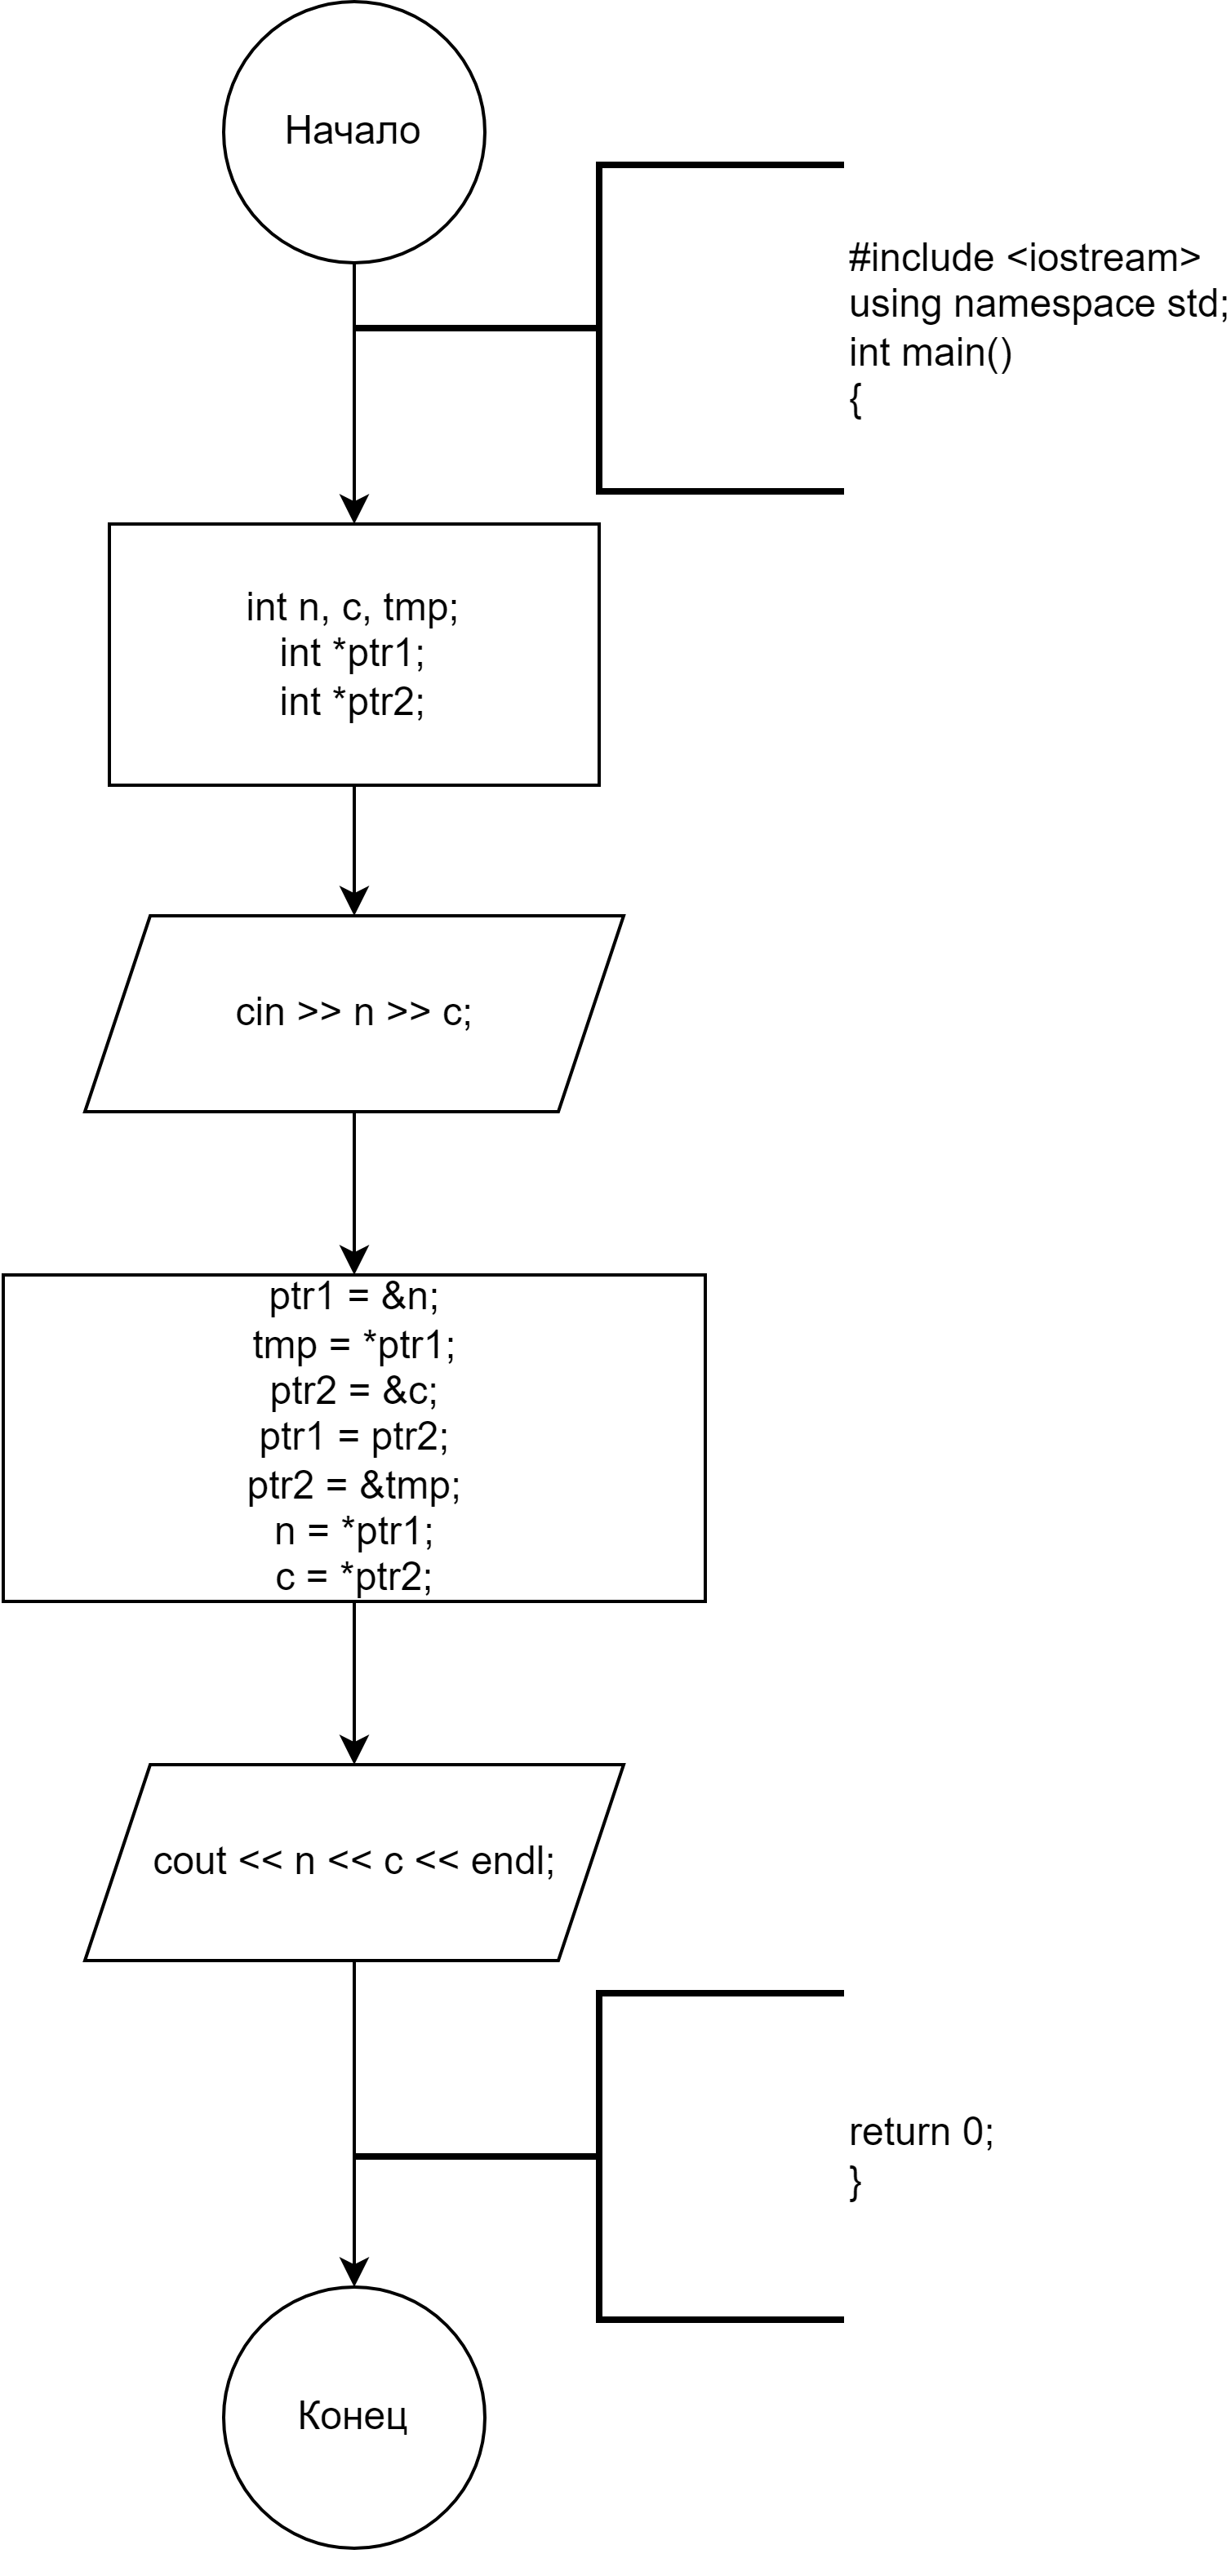 Начало
#include <iostream>
using namespace std;
int main()
{
int n, c, tmp;
int *ptr1;
int *ptr2;
cin >> n >> c;
ptr1 = &n;
tmp = *ptr1;
ptr2 = &c;
ptr1 = ptr2;
ptr2 = &tmp;
n = *ptr1;
c = *ptr2;
cout << n << c << endl;
return 0;
}
Конец